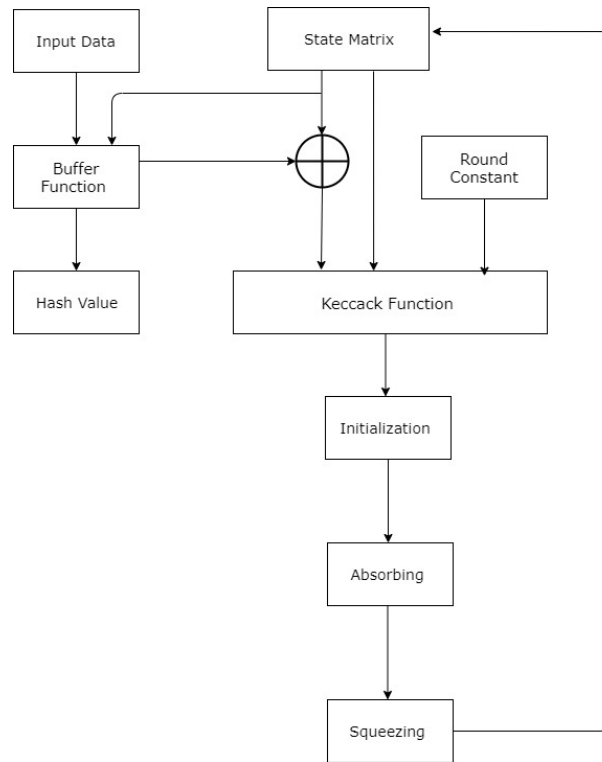 Input Data
State Matrix
Buffer
Function
Round
Constant
Hash Value
Keccack Function
Initialization
Absorbing
Squeezing